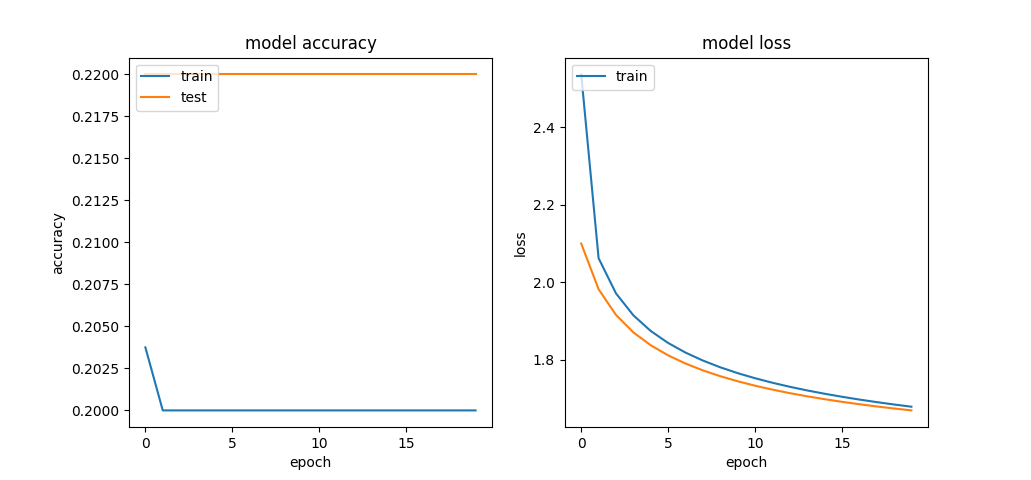 model accuracy
train
test
0.2200
0.2175
0.2150
0.2125
0.2100
0.2075
0.2050
0.2025
0.2000
accuracy
0 5 10 15
epoch
model loss
train
2.4
2.2
2.0
1.8
loss
0 5 10 15
epoch